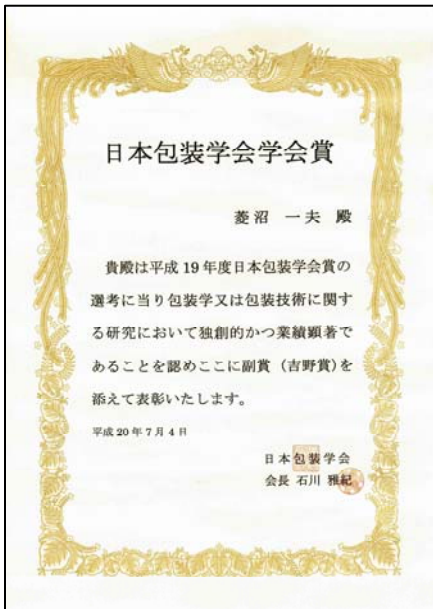 日本包装学会学会賞
菱沼 一夫 殿
貴殿は平成19年度日本包装学会賞の
選考に当り包装学又は包装技術に関す
る研究において独創的かつ業績顕著で
あることを認めここに副賞（吉野賞）を
添えて表彰いたします。
平成20年7月4日
日本包装学会
会長 石川 雅紀